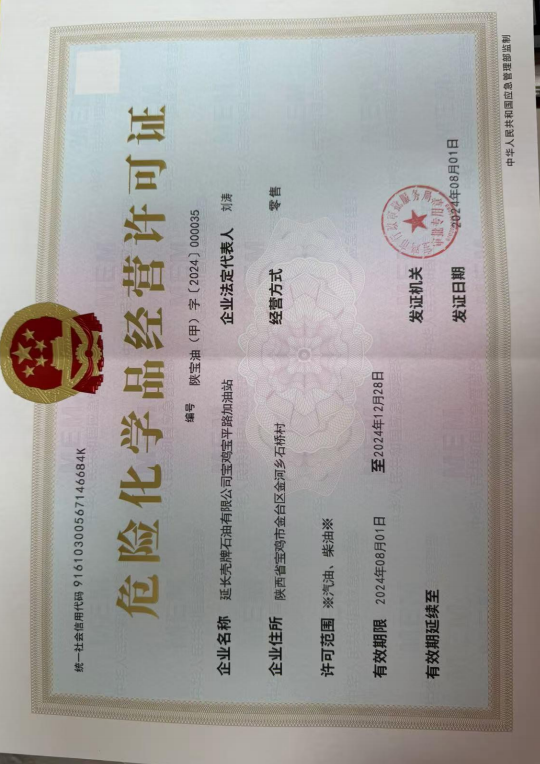 统一社会信用代码 91610300567146684K
危险化学品经营许可证
编号 陕宝油（甲）字〔2024〕000035
企业名称 延长壳牌石油有限公司宝鸡宝平路加油站
企业法定代表人 刘涛
企业住所 陕西省宝鸡市金台区金河乡石桥村
经营方式 零售
许可范围 ※汽油、柴油※
有效期限 2024年08月01日 至2024年12月28日
发证机关
有效期延续至
发证日期 2024年08月01日
中华人民共和国应急管理部监制